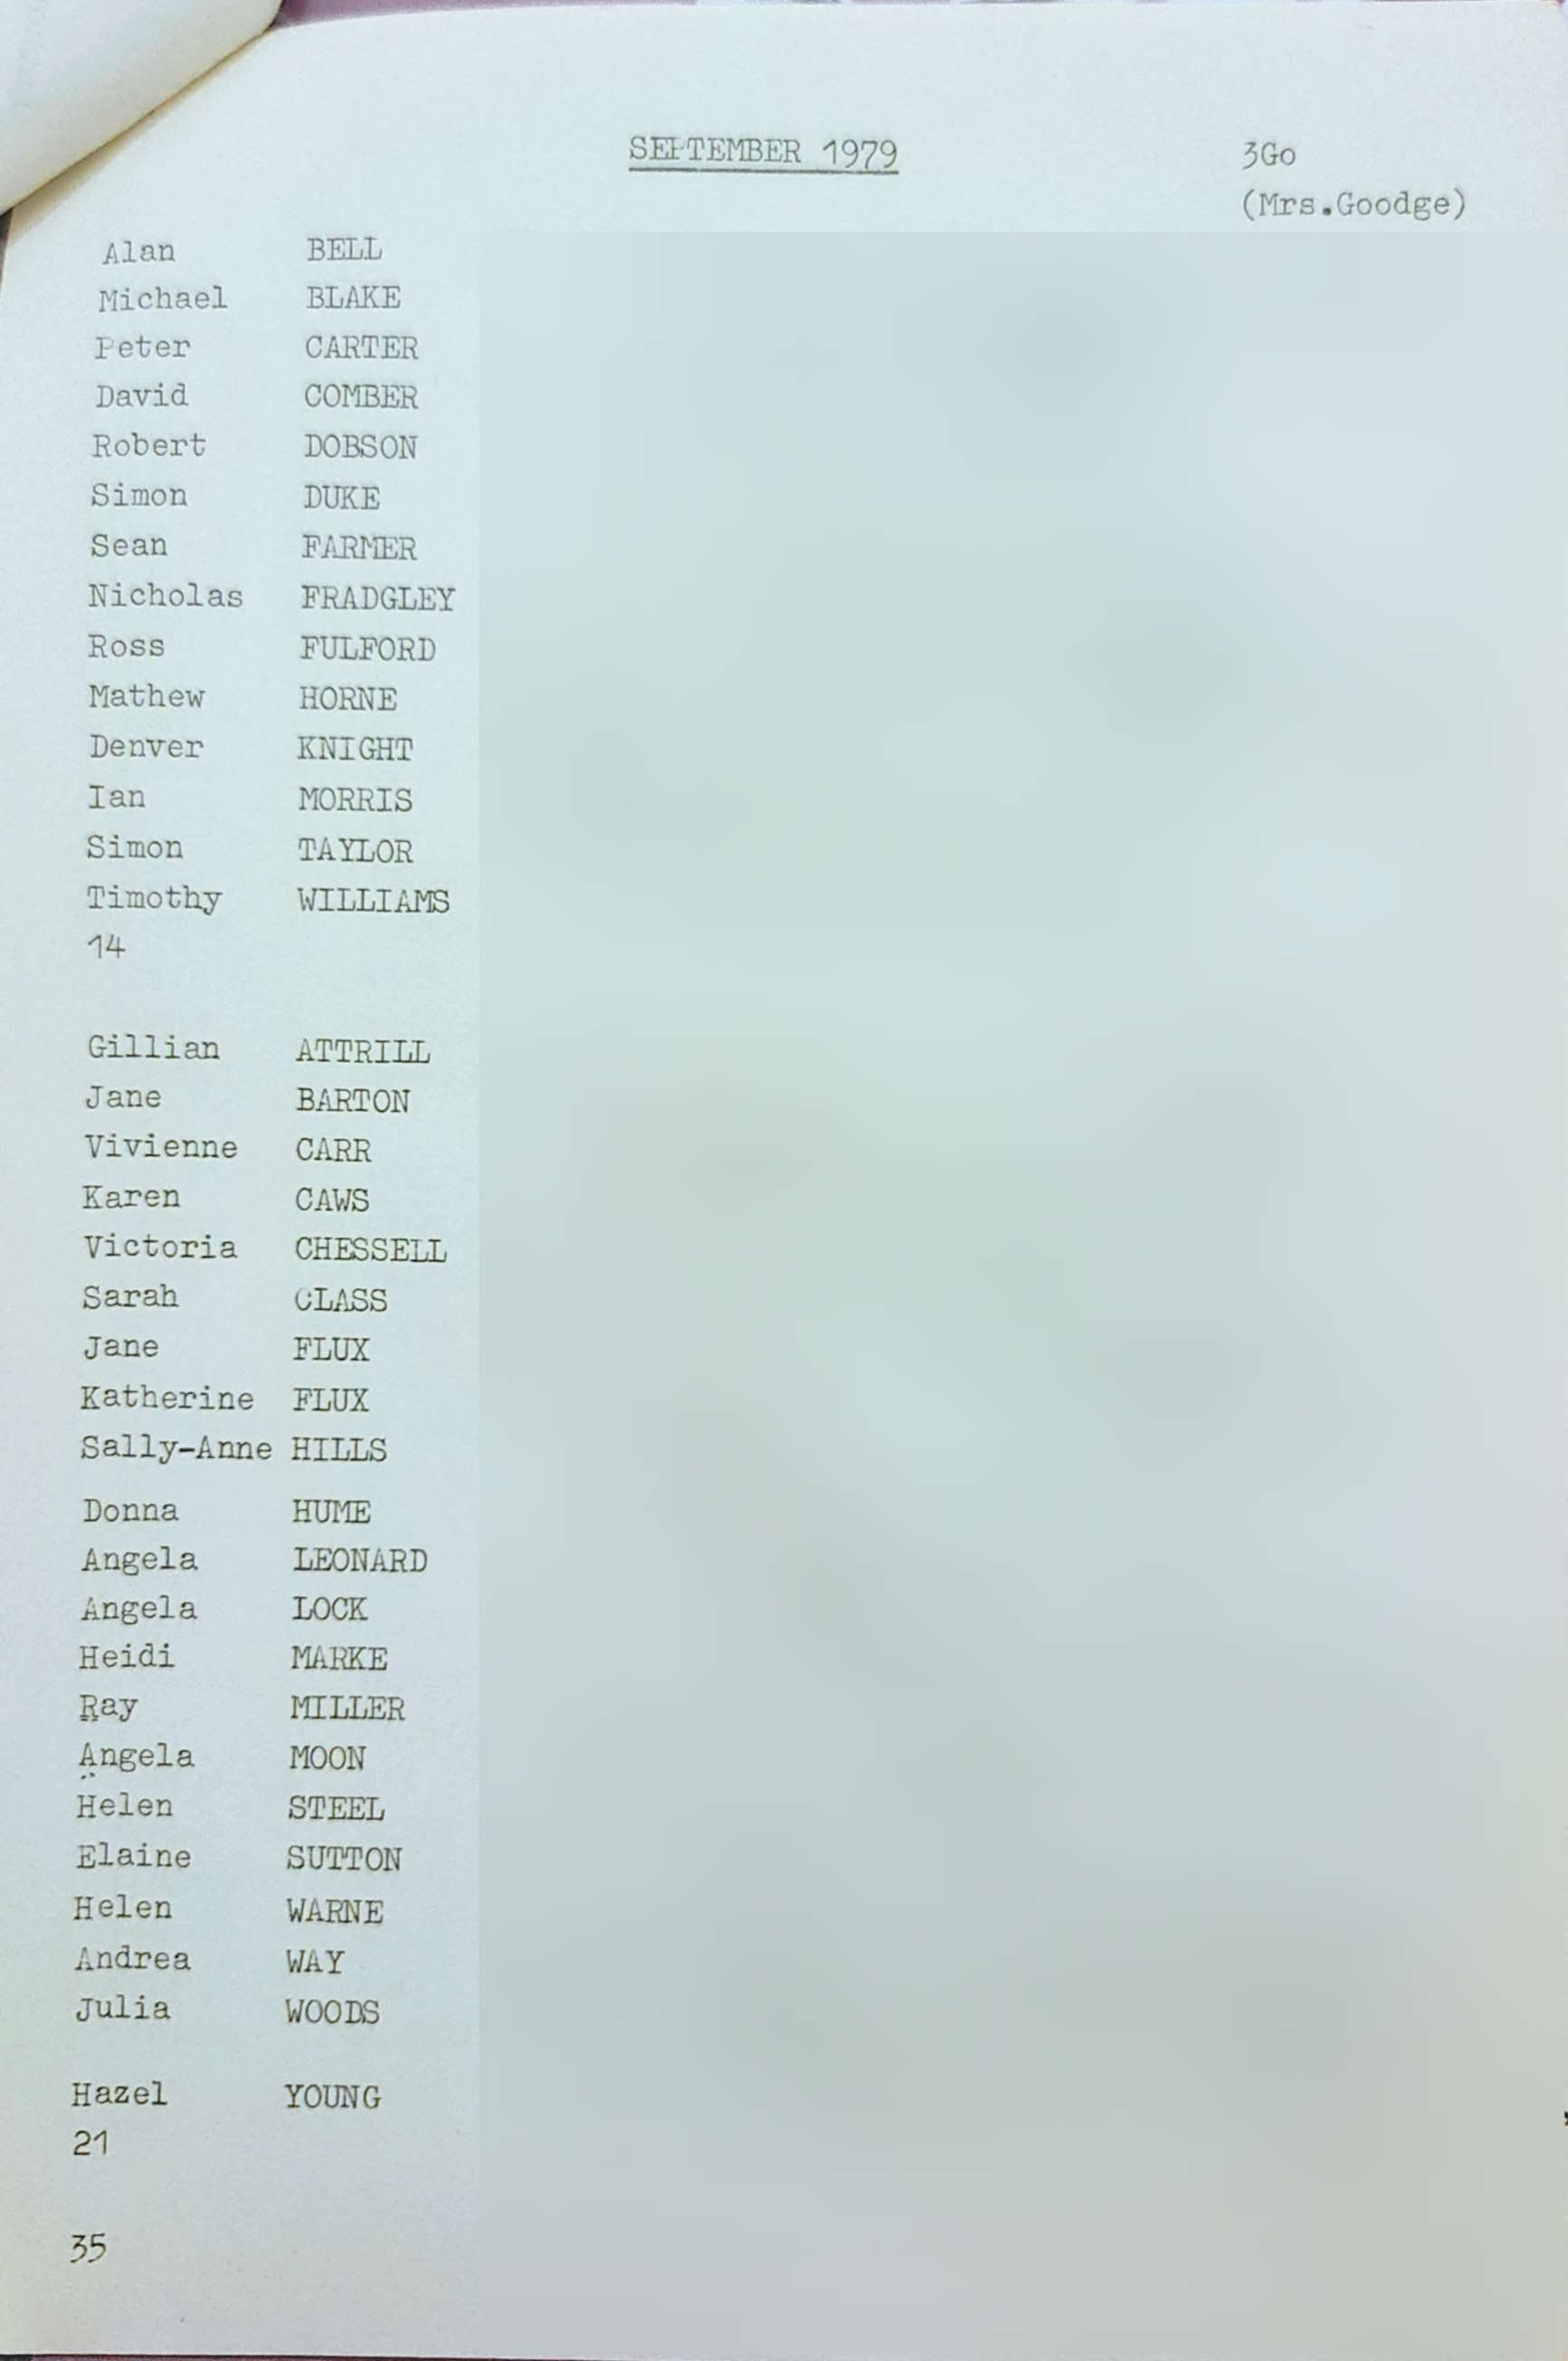 SEPTEMBER 1979 3Go
(Mrs.Goodge)
Alan BELL
Michael BLAKE
Peter CARTER
David COMBER
Robert DOBSON
Simon DUKE
Sean FARMER
Nicholas FRADGLEY
Ross FULFORD
Mathew HORNE
Denver KNIGHT
Ian MORRIS
Simon TAYLOR
Timothy WILLIAMS
14
Gillian ATTRILL
Jane BARTON
Vivienne CARR
Karen CAWS
Victoria CHESSELL
Sarah CLASS
Jane FLUX
Katherine FLUX
Sally-Anne HILLS
Donna HUME
Angela LEONARD
Angela LOCK
Heidi MARKE
Ray MILLER
Angela MOON
Helen STEEL
Elaine SUTTON
Helen WARNE
Andrea WAY
Julia WOODS
Hazel YOUNG
21
35